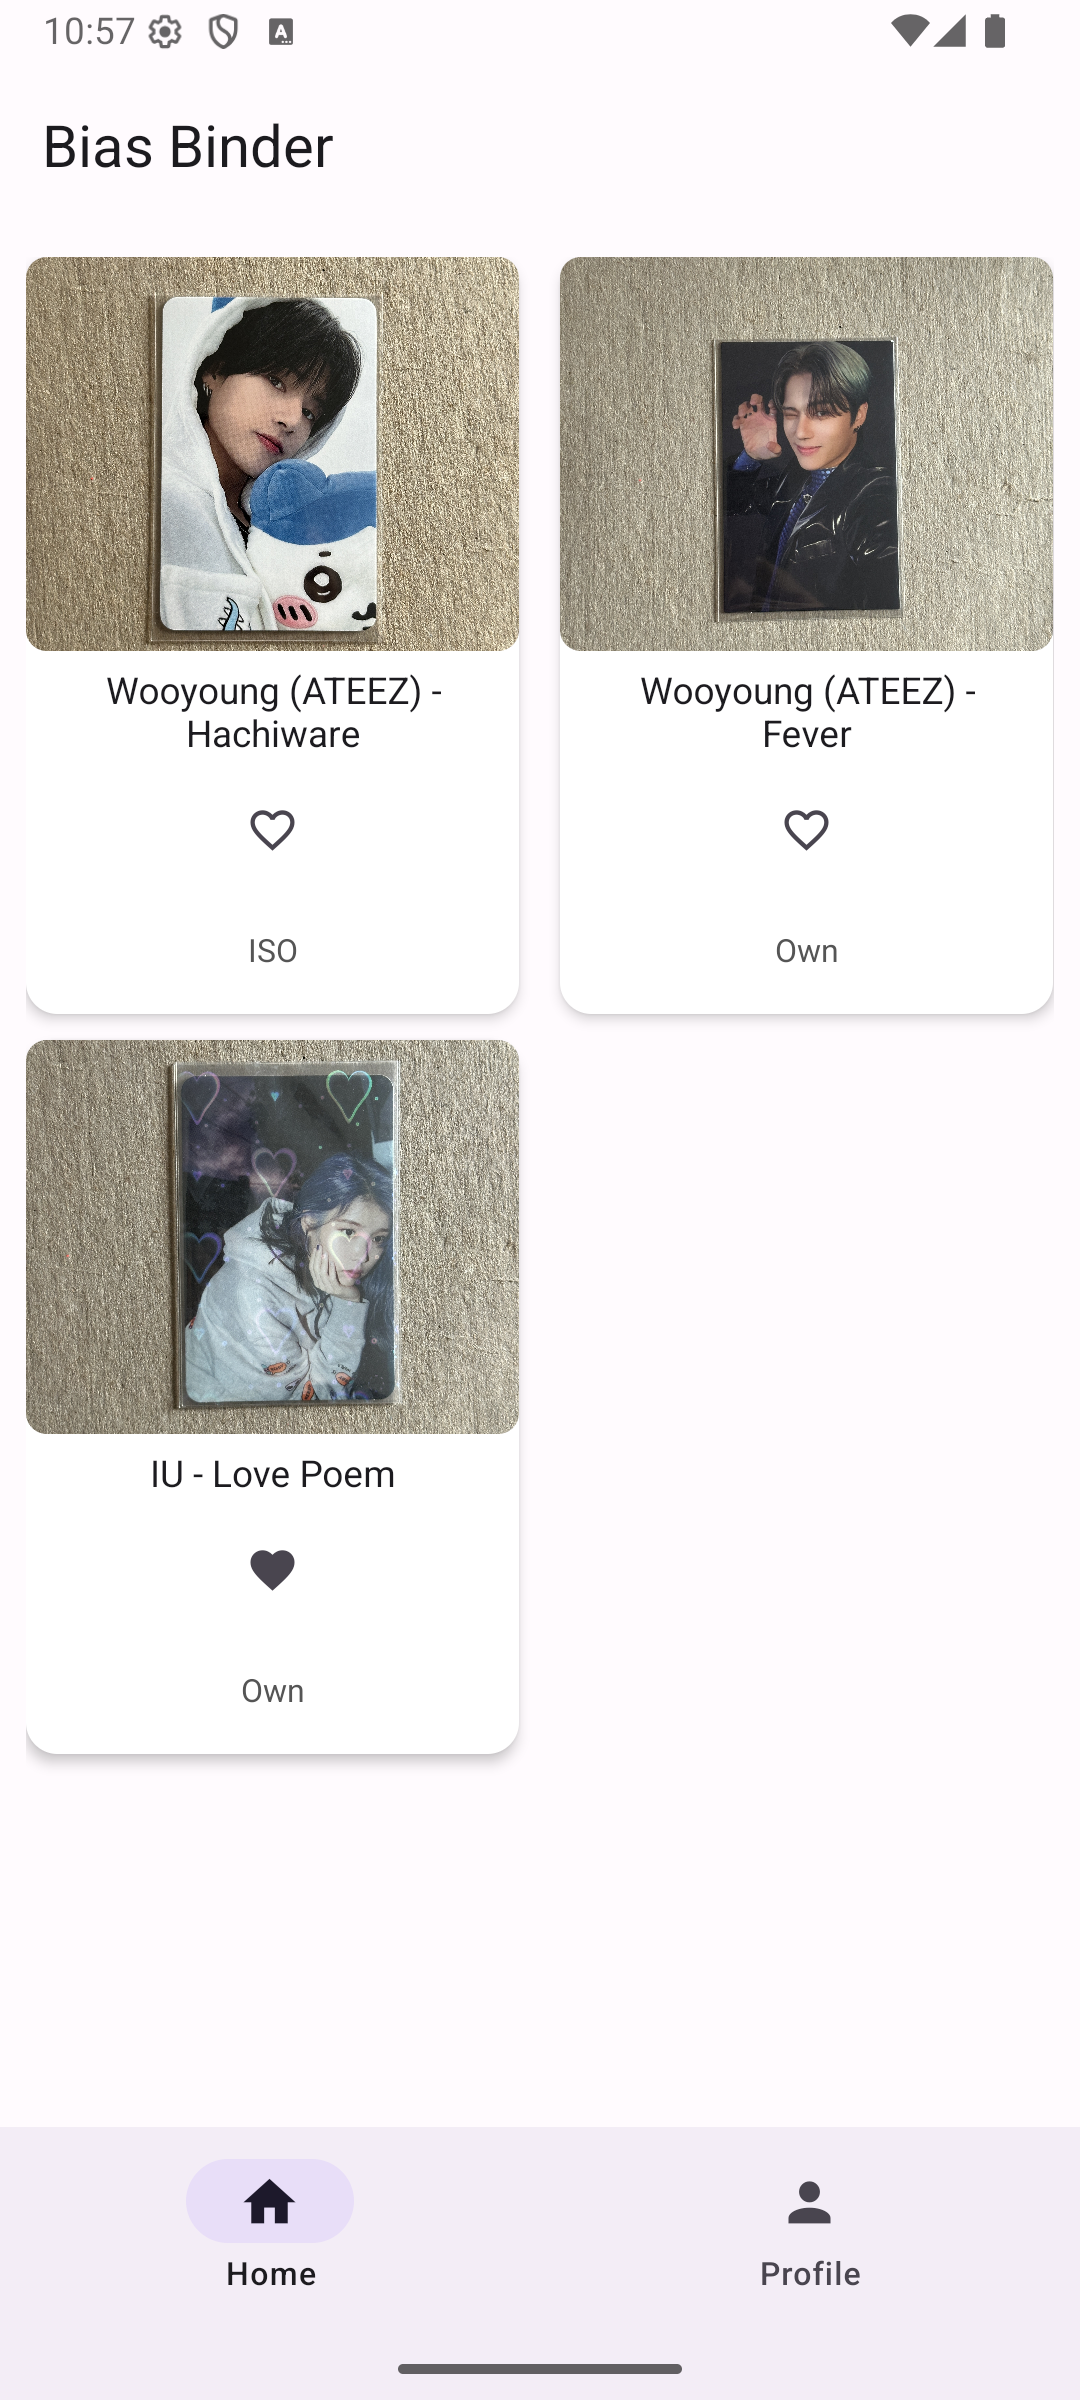 10:57
Bias Binder
Wooyoung (ATEEZ) -
Hachiware
ISO
Wooyoung (ATEEZ) -
Fever
Own
IU - Love Poem
Own
Home
Profile